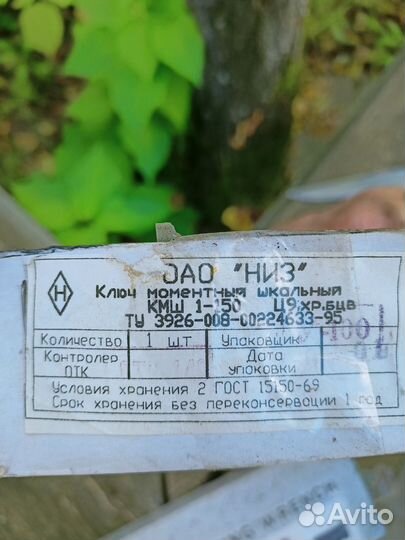 ОАО "НИЗ"
Н
Ключ моментный шкальный
КМШ 1-150 Ц9.хр.бцв
ТУ 3926-008-00224633-95
Количество 1 шт. Упаковщик
Контролер ОТК Дата упаковки
Условия хранения 2 ГОСТ 15150-69
Срок хранения без переконсервации 1 год
WRENCH
Avito